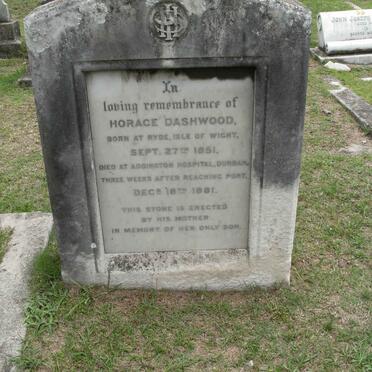 IHS
In
loving remembrance of
HORACE DASHWOOD,
BORN AT RYDE, ISLE OF WIGHT,
SEPT. 27TH 1851,
DIED AT ADDINGTON HOSPITAL, DURBAN,
THREE WEEKS AFTER REACHING PORT,
DECR 18TH 1881.
THIS STONE IS ERECTED
BY HIS MOTHER
IN MEMORY OF HER ONLY SON.
JOHN